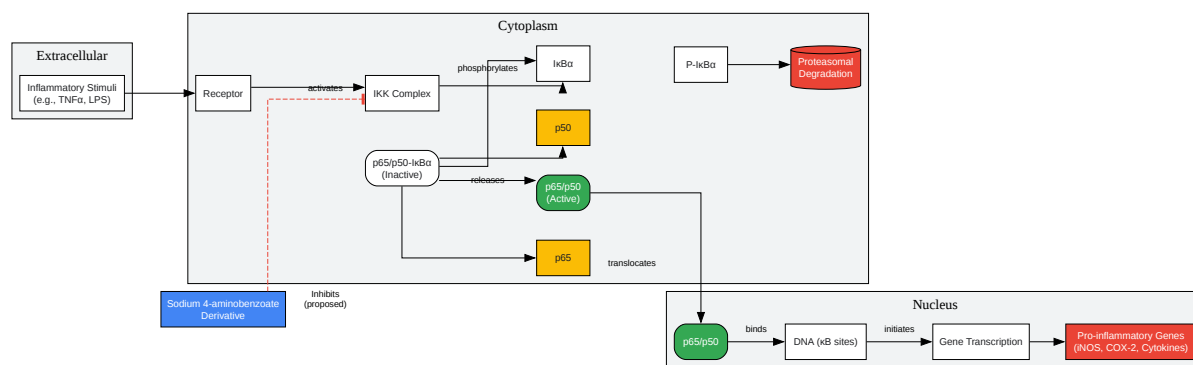 Cytoplasm
Extracellular
Inflammatory Stimuli
(e.g., TNFα, LPS)
Receptor
activates
IKK Complex
phosphorylates
IκBα
P-IκBα
Proteasomal
Degradation
p50
p65/p50-IκBα
(Inactive)
releases
p65/p50
(Active)
p65
translocates
Sodium 4-aminobenzoate
Derivative
Inhibits
(proposed)
Nucleus
p65/p50
binds
DNA (κB sites)
initiates
Gene Transcription
Pro-inflammatory Genes
(iNOS, COX-2, Cytokines)